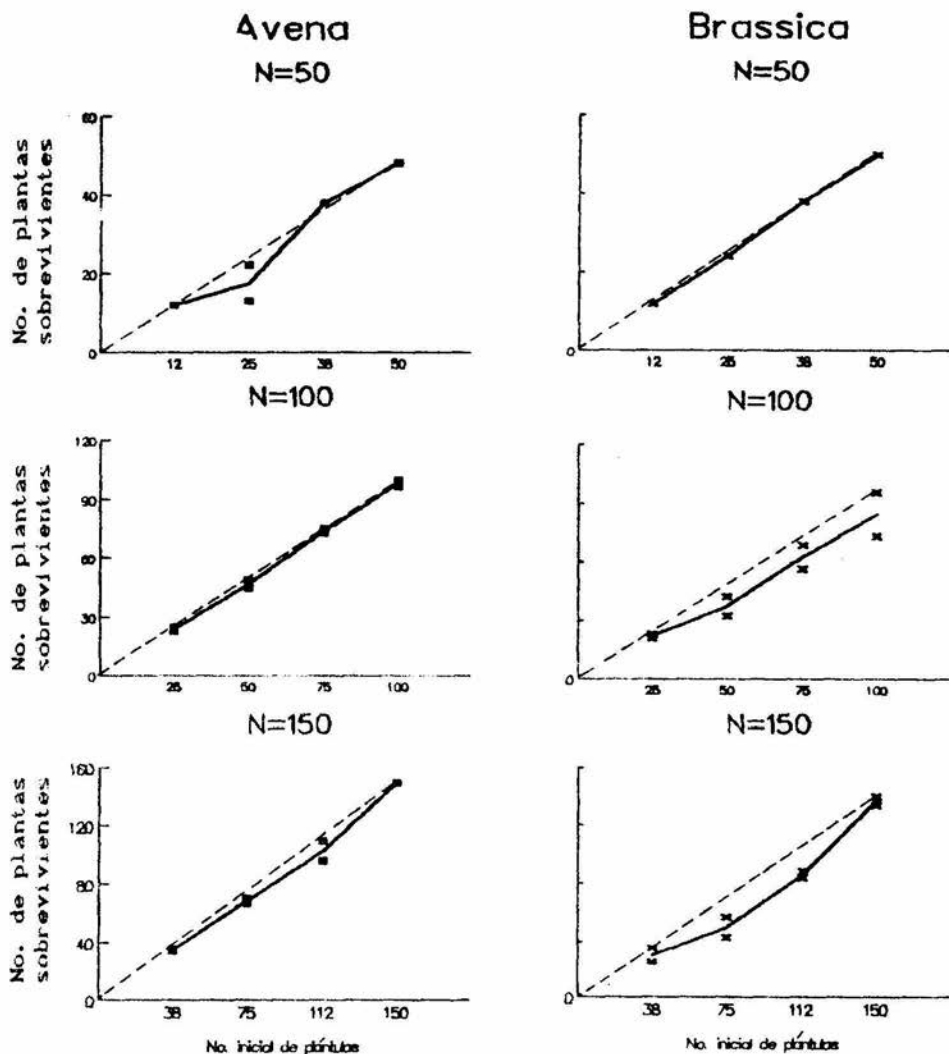 Avena
N=50
No. de plantas
sobrevivientes
60
40
20
0
12 25 38 50
Brassica
N=50
0
12 25 38 50
N=100
No. de plantas
sobrevivientes
120
90
60
30
0
25 50 75 100
N=100
0
25 50 75 100
N=150
No. de plantas
sobrevivientes
160
120
80
40
0
38 75 112 150
No. inicial de plántulas
N=150
0
38 75 112 150
No. inicial de plántulas